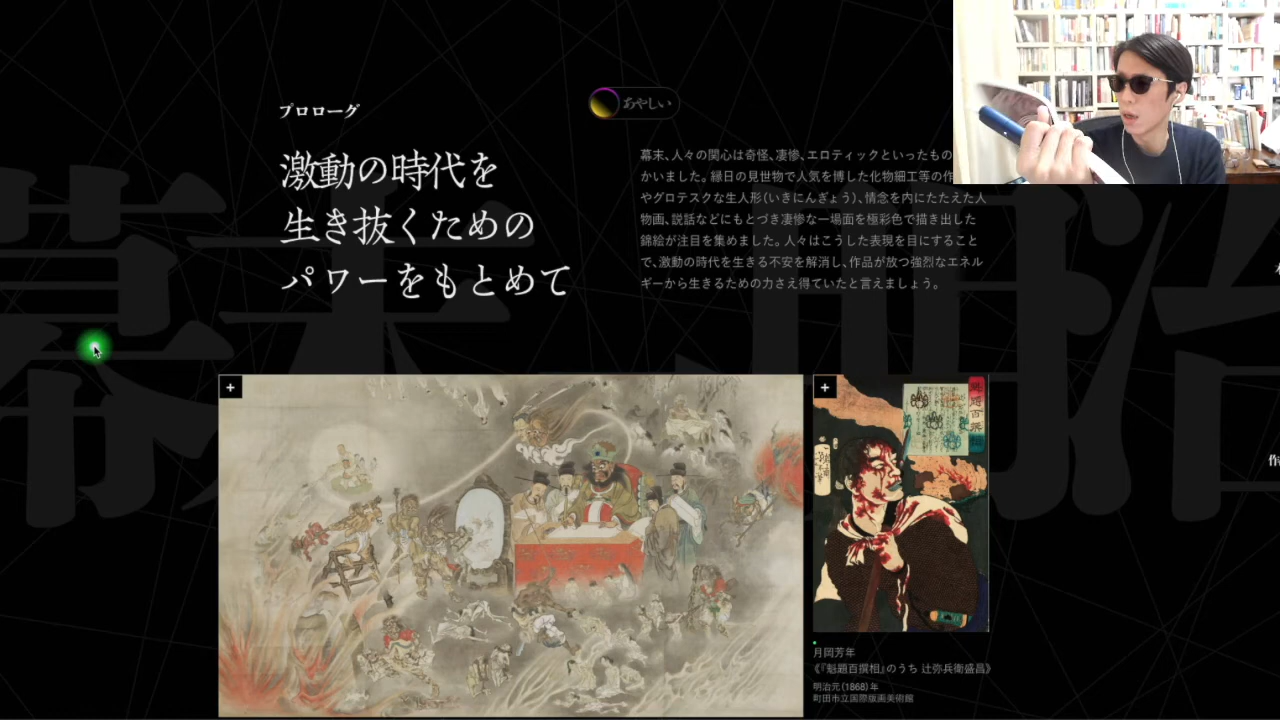 プロローグ
激動の時代を
生き抜くための
パワーをもとめて
あやしい
幕末、人々の関心は奇怪、凄惨、エロティックといったもの
かいました。縁日の見世物で人気を博した化物細工等の作
やグロテスクな生人形(いきにんぎょう)、情念を内にたたえた人
物画、説話などにもとづき凄惨な一場面を極彩色で描き出した
錦絵が注目を集めました。人々はこうした表現を目にすること
で、激動の時代を生きる不安を解消し、作品が放つ強烈なエネル
ギーから生きるための力さえ得ていたと言えましょう。
幕末 明治
魁題百撰相
月岡芳年
《『魁題百撰相』のうち 辻弥兵衛盛昌》
明治元(1868)年
町田市立国際版画美術館
作